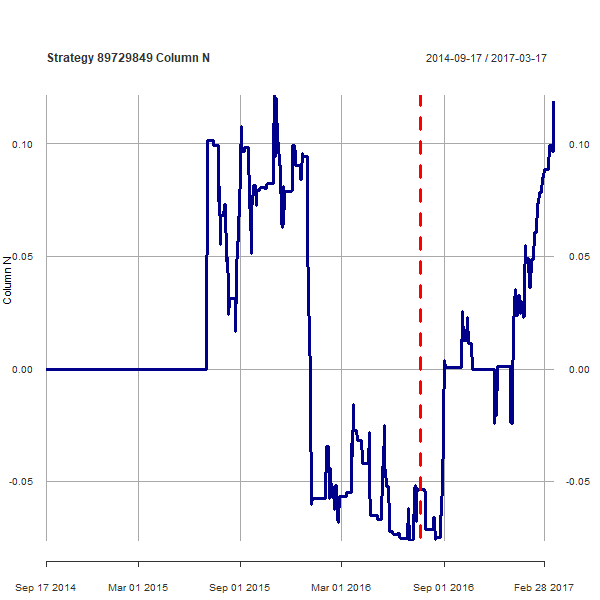 Strategy 89729849 Column N
2014-09-17 / 2017-03-17
0.10
0.10
0.05
0.05
Column N
0.00
0.00
-0.05
-0.05
Sep 17 2014
Mar 01 2015
Sep 01 2015
Mar 01 2016
Sep 01 2016
Feb 28 2017